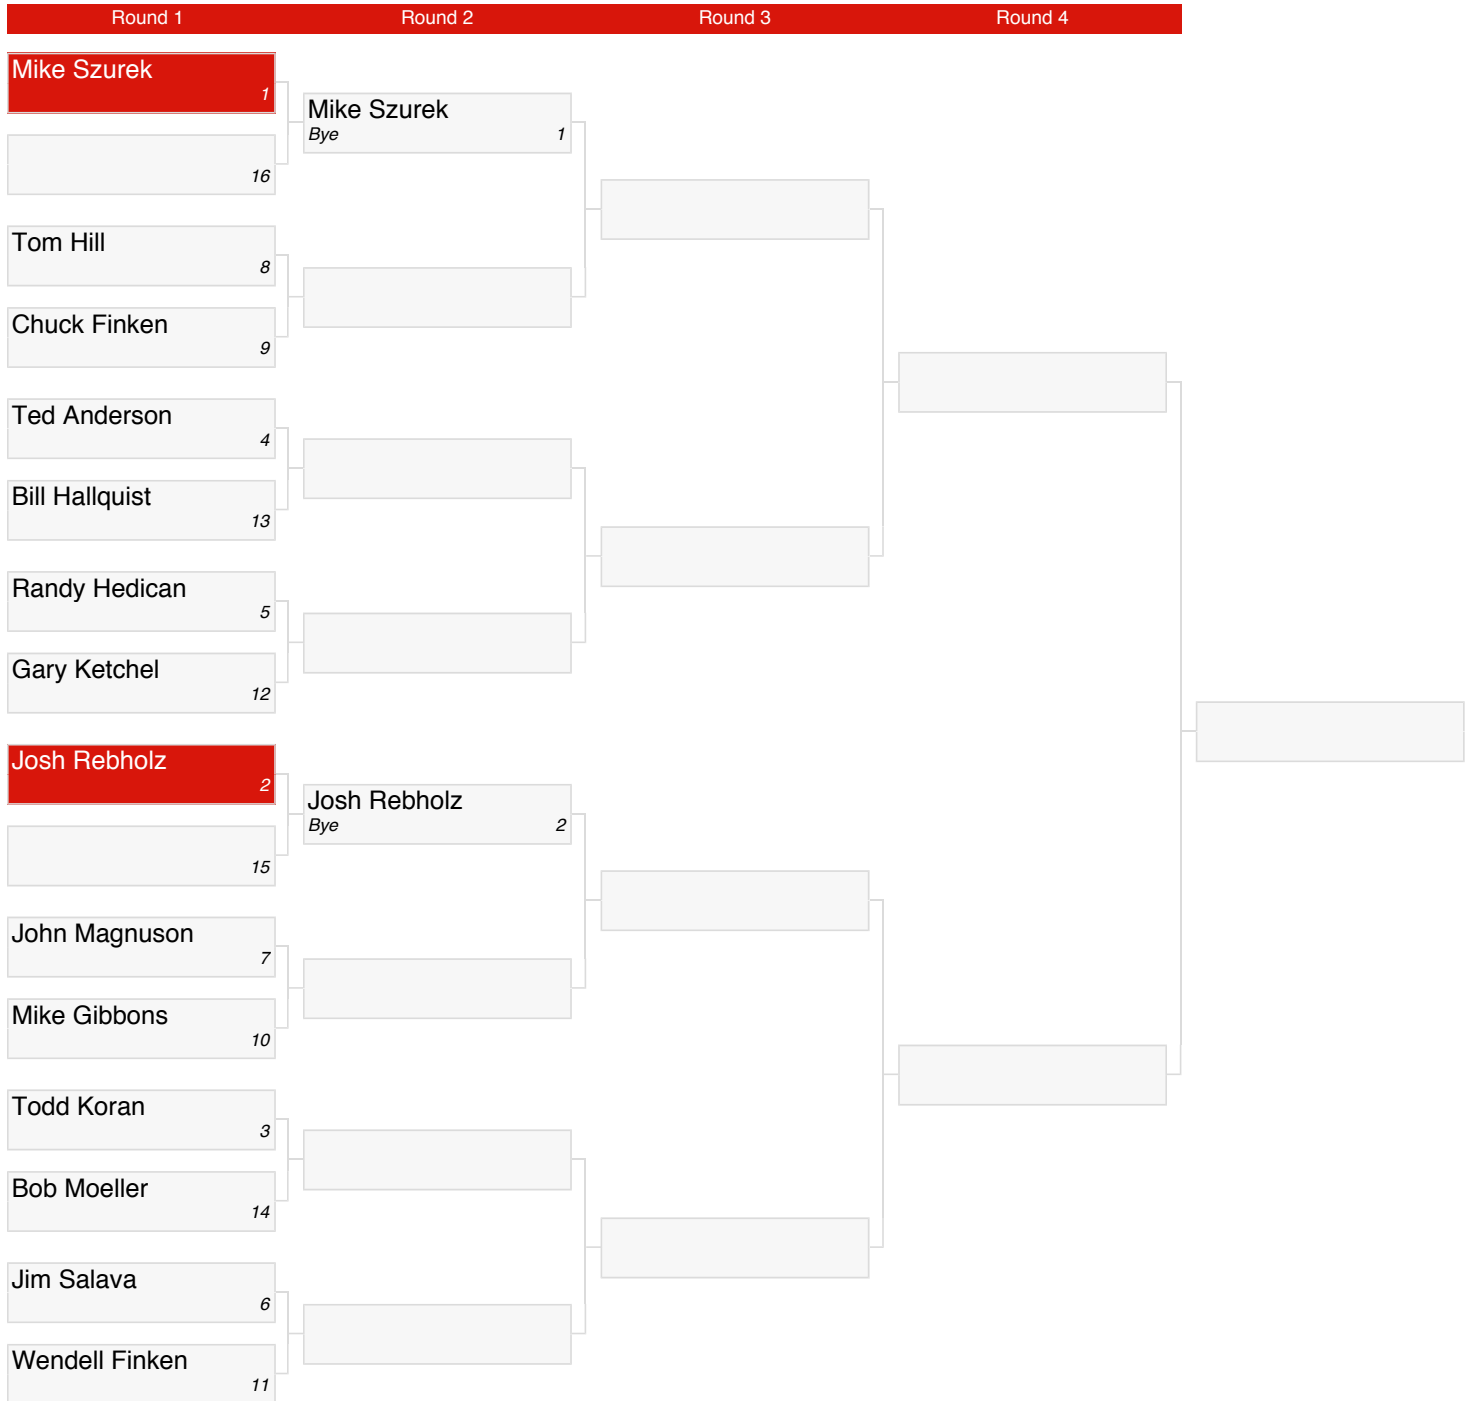 Round 1 Round 2 Round 3 Round 4
Mike Szurek
1
Mike Szurek
Bye 1
16
Tom Hill
8
Chuck Finken
9
Ted Anderson
4
Bill Hallquist
13
Randy Hedican
5
Gary Ketchel
12
Josh Rebholz
2
Josh Rebholz
Bye 2
15
John Magnuson
7
Mike Gibbons
10
Todd Koran
3
Bob Moeller
14
Jim Salava
6
Wendell Finken
11